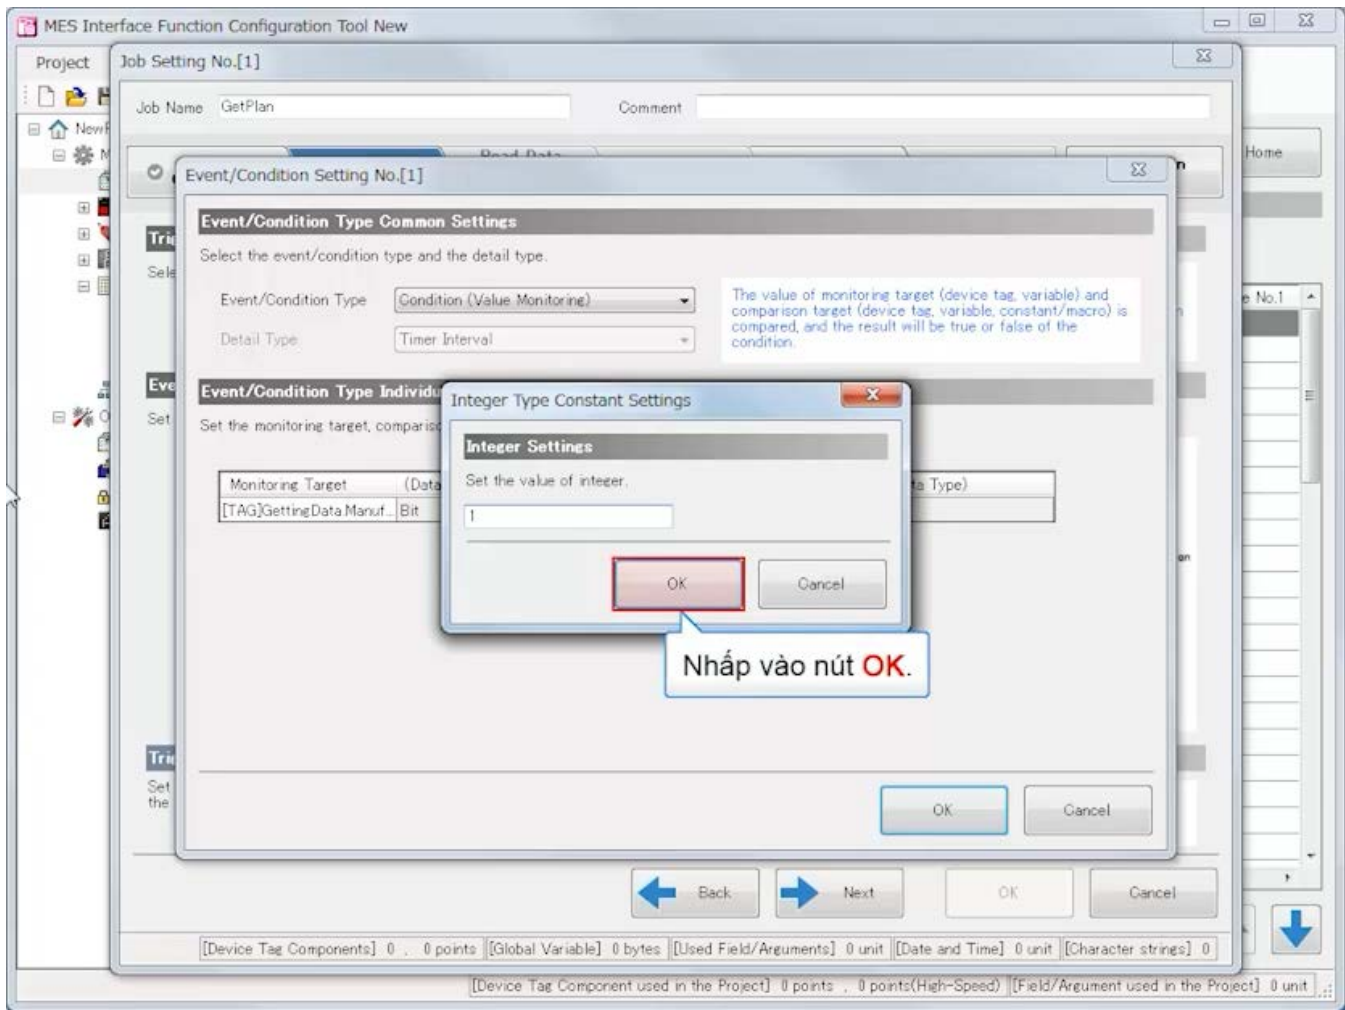 MES Interface Function Configuration Tool New
Project
Job Setting No.[1]
Job Name GetPlan Comment
Home
Event/Condition Setting No.[1]
Event/Condition Type Common Settings
Select the event/condition type and the detail type.
Event/Condition Type Condition (Value Monitoring)
Detail Type Timer Interval
The value of monitoring target (device tag, variable) and
comparison target (device tag, variable, constant/macro) is
compared, and the result will be true or false of the
condition.
e No.1
Event/Condition Type Individu
Set the monitoring target, comparis
Monitoring Target (Data
ta Type)
[TAG]GettingData.Manuf... Bit
Integer Type Constant Settings
Integer Settings
Set the value of integer.
1
OK Cancel
Nhấp vào nút OK.
Set
the
OK Cancel
Back Next OK Cancel
[Device Tag Components] 0 , 0 points [Global Variable] 0 bytes [Used Field/Arguments] 0 unit [Date and Time] 0 unit [Character strings] 0
[Device Tag Component used in the Project] 0 points , 0 points(High-Speed) [Field/Argument used in the Project] 0 unit